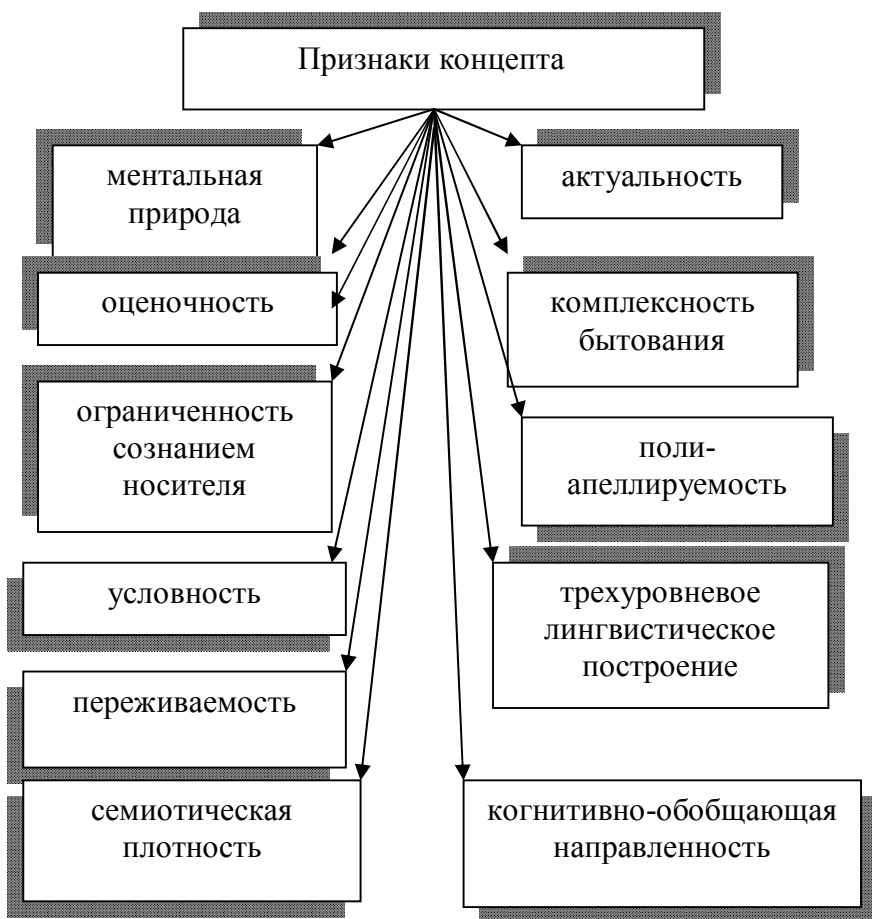 Признаки концепта
ментальная
природа
актуальность
оценочность
комплексность
бытования
ограниченность
сознанием
носителя
поли-
апеллируемость
условность
трехуровневое
лингвистическое
построение
переживаемость
семиотическая
плотность
когнитивно-обобщающая
направленность